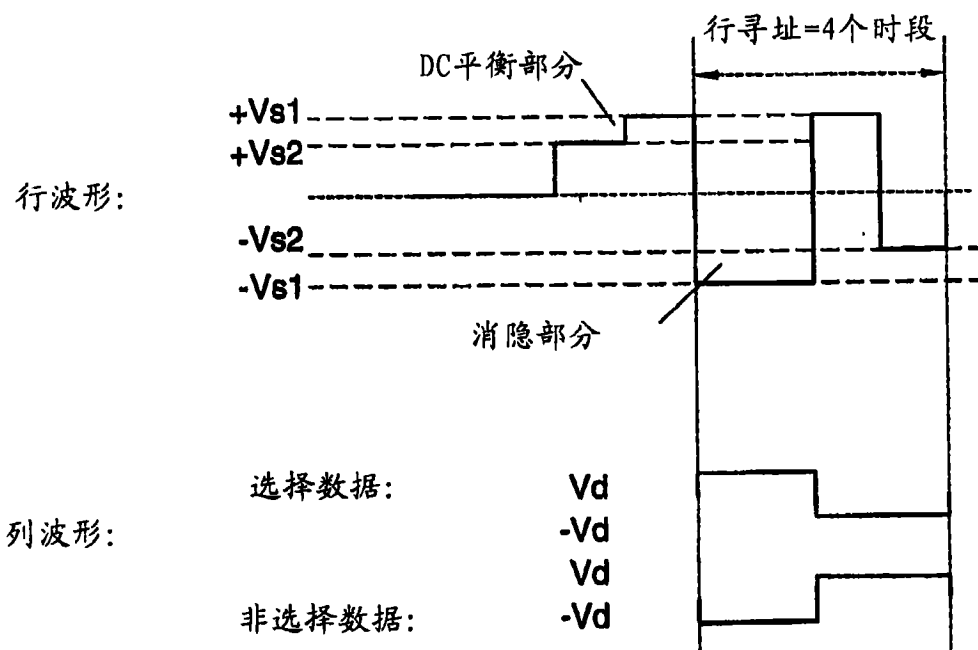 行寻址=4个时段
DC平衡部分
+Vs1
+Vs2
行波形:
-Vs2
-Vs1
消隐部分
选择数据: Vd
-Vd
列波形:
Vd
非选择数据: -Vd